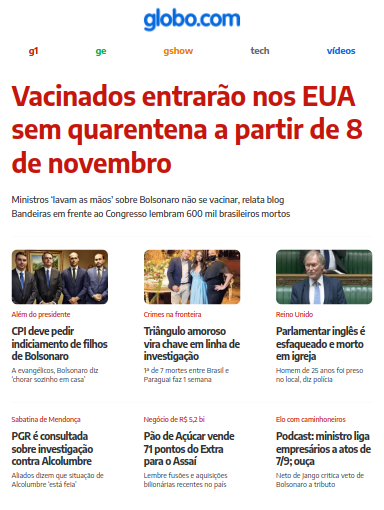 globo.com
g1
ge
gshow
tech
vídeos
Vacinados entrarão nos EUA
sem quarentena a partir de 8
de novembro
Ministros 'lavam as mãos' sobre Bolsonaro não se vacinar, relata blog
Bandeiras em frente ao Congresso lembram 600 mil brasileiros mortos
Além do presidente
CPI deve pedir
indiciamento de filhos
de Bolsonaro
A evangélicos, Bolsonaro diz
'chorar sozinho em casa'
Crimes na fronteira
Triângulo amoroso
vira chave em linha de
investigação
1ª de 7 mortes entre Brasil e
Paraguai faz 1 semana
Reino Unido
Parlamentar inglês é
esfaqueado e morto
em igreja
Homem de 25 anos foi preso
no local, diz polícia
Sabatina de Mendonça
PGR é consultada
sobre investigação
contra Alcolumbre
Aliados dizem que situação de
Alcolumbre 'está feia'
Negócio de R$ 5,2 bi
Pão de Açúcar vende
71 pontos do Extra
para o Assaí
Lembre fusões e aquisições
bilionárias recentes no país
Elo com caminhoneiros
Podcast: ministro liga
empresários a atos de
7/9; ouça
Neto de Jango critica veto de
Bolsonaro a tributo